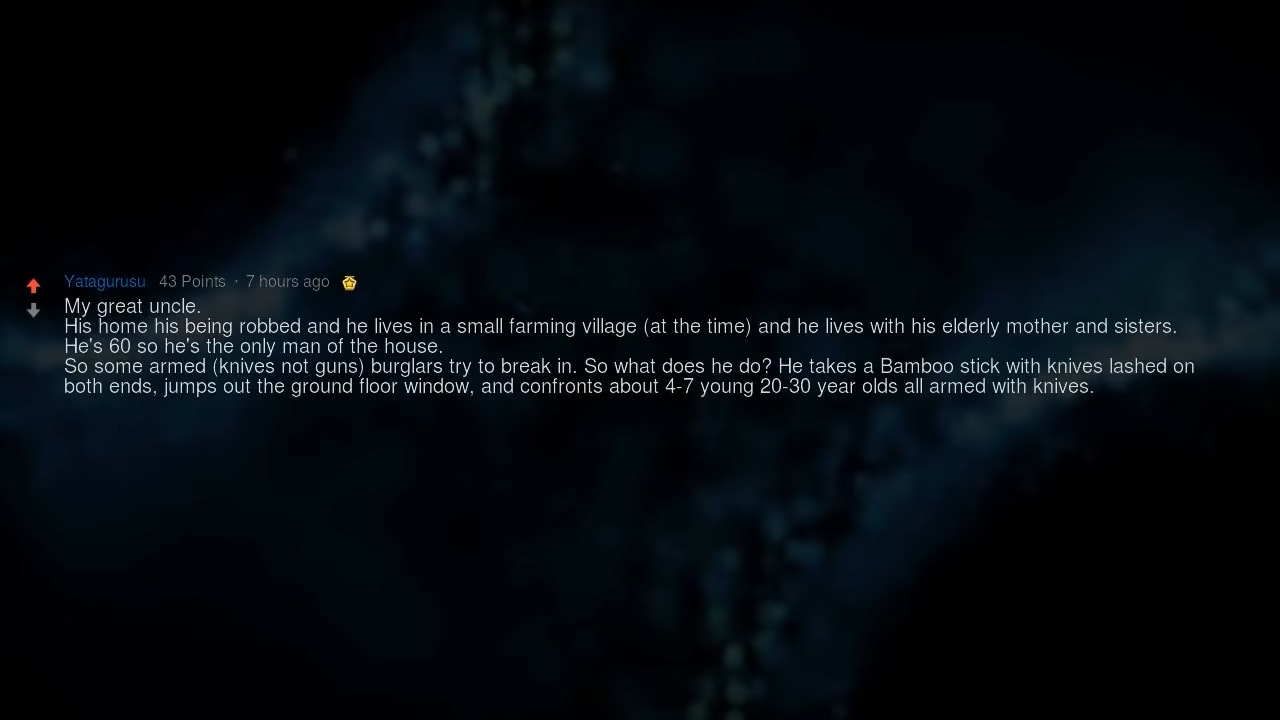 Yatagurusu 43 Points · 7 hours ago
My great uncle.
His home his being robbed and he lives in a small farming village (at the time) and he lives with his elderly mother and sisters.
He's 60 so he's the only man of the house.
So some armed (knives not guns) burglars try to break in. So what does he do? He takes a Bamboo stick with knives lashed on
both ends, jumps out the ground floor window, and confronts about 4-7 young 20-30 year olds all armed with knives.